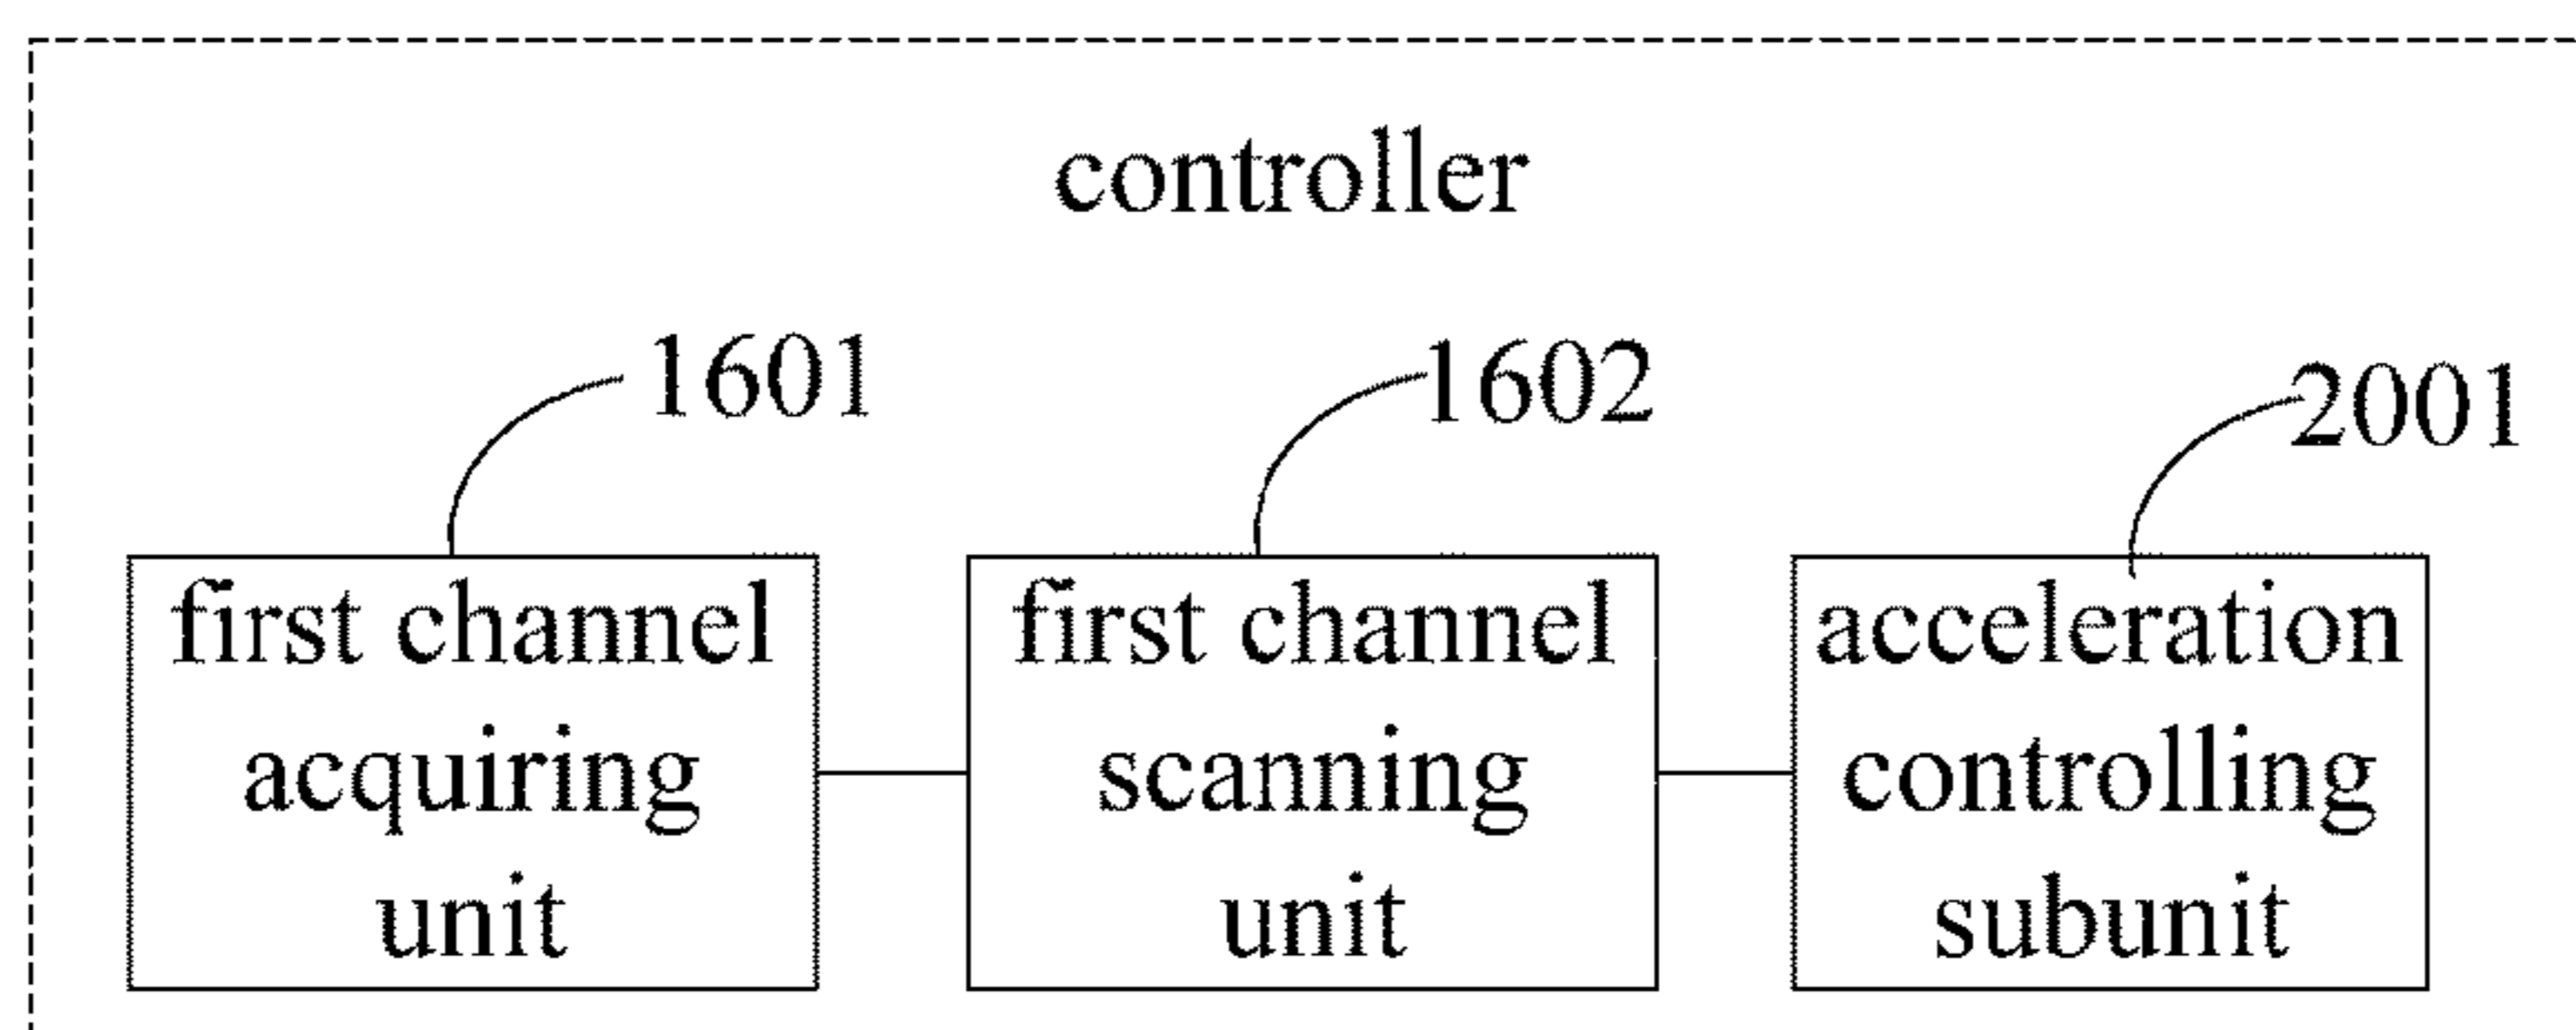 controller
1601
1602
2001
first channel
acquiring
unit
first channel
scanning
unit
acceleration
controlling
subunit